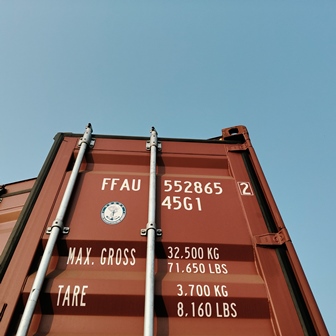 FFAU 552865 2
45G1
MAX. GROSS 32.500 KG
71.650 LBS
TARE 3.700 KG
8.160 LBS